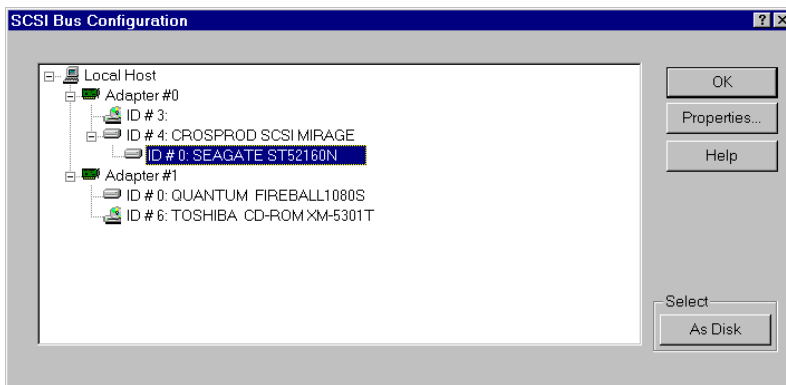 SCSI Bus Configuration
Local Host
Adapter #0
ID # 3:
ID # 4: CROSPROD SCSI MIRAGE
ID # 0: SEAGATE ST52160N
Adapter #1
ID # 0: QUANTUM FIREBALL1080S
ID # 6: TOSHIBA CD-ROM XM-5301T
OK
Properties...
Help
Select
As Disk